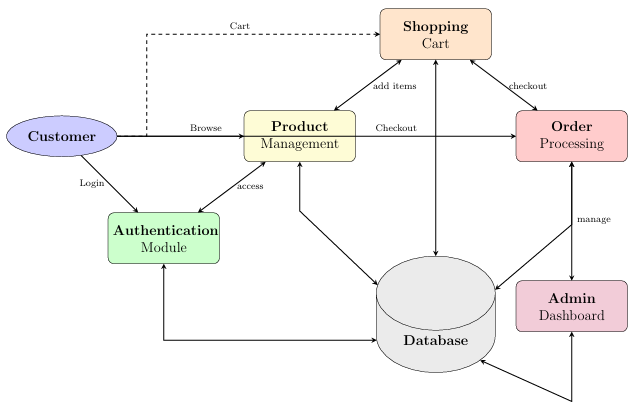 Shopping
Cart
Cart
add items
checkout
Customer
Browse
Product
Management
Checkout
Order
Processing
Login
access
Authentication
Module
manage
Admin
Dashboard
Database